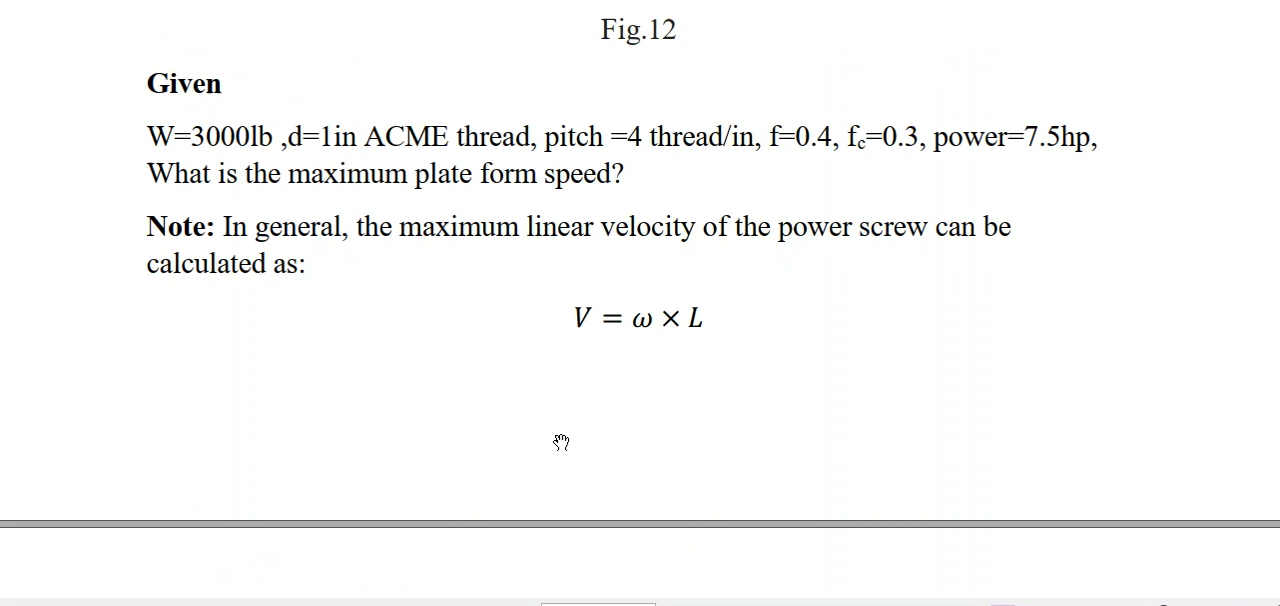 Fig.12
Given
W=3000lb ,d=1in ACME thread, pitch =4 thread/in, f=0.4, fc=0.3, power=7.5hp,
What is the maximum plate form speed?
Note: In general, the maximum linear velocity of the power screw can be
calculated as:
V = ω × L